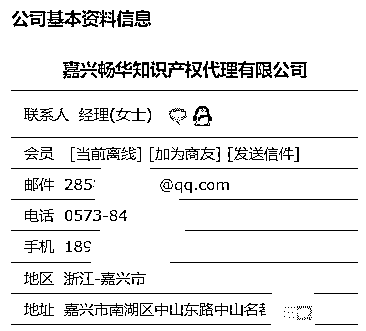 公司基本资料信息
嘉兴畅华知识产权代理有限公司
联系人 经理(女士)
会员 [当前离线] [加为商友] [发送信件]
邮件 285 @qq.com
电话 0573-84
手机 189
地区 浙江-嘉兴市
地址 嘉兴市南湖区中山东路中山名都